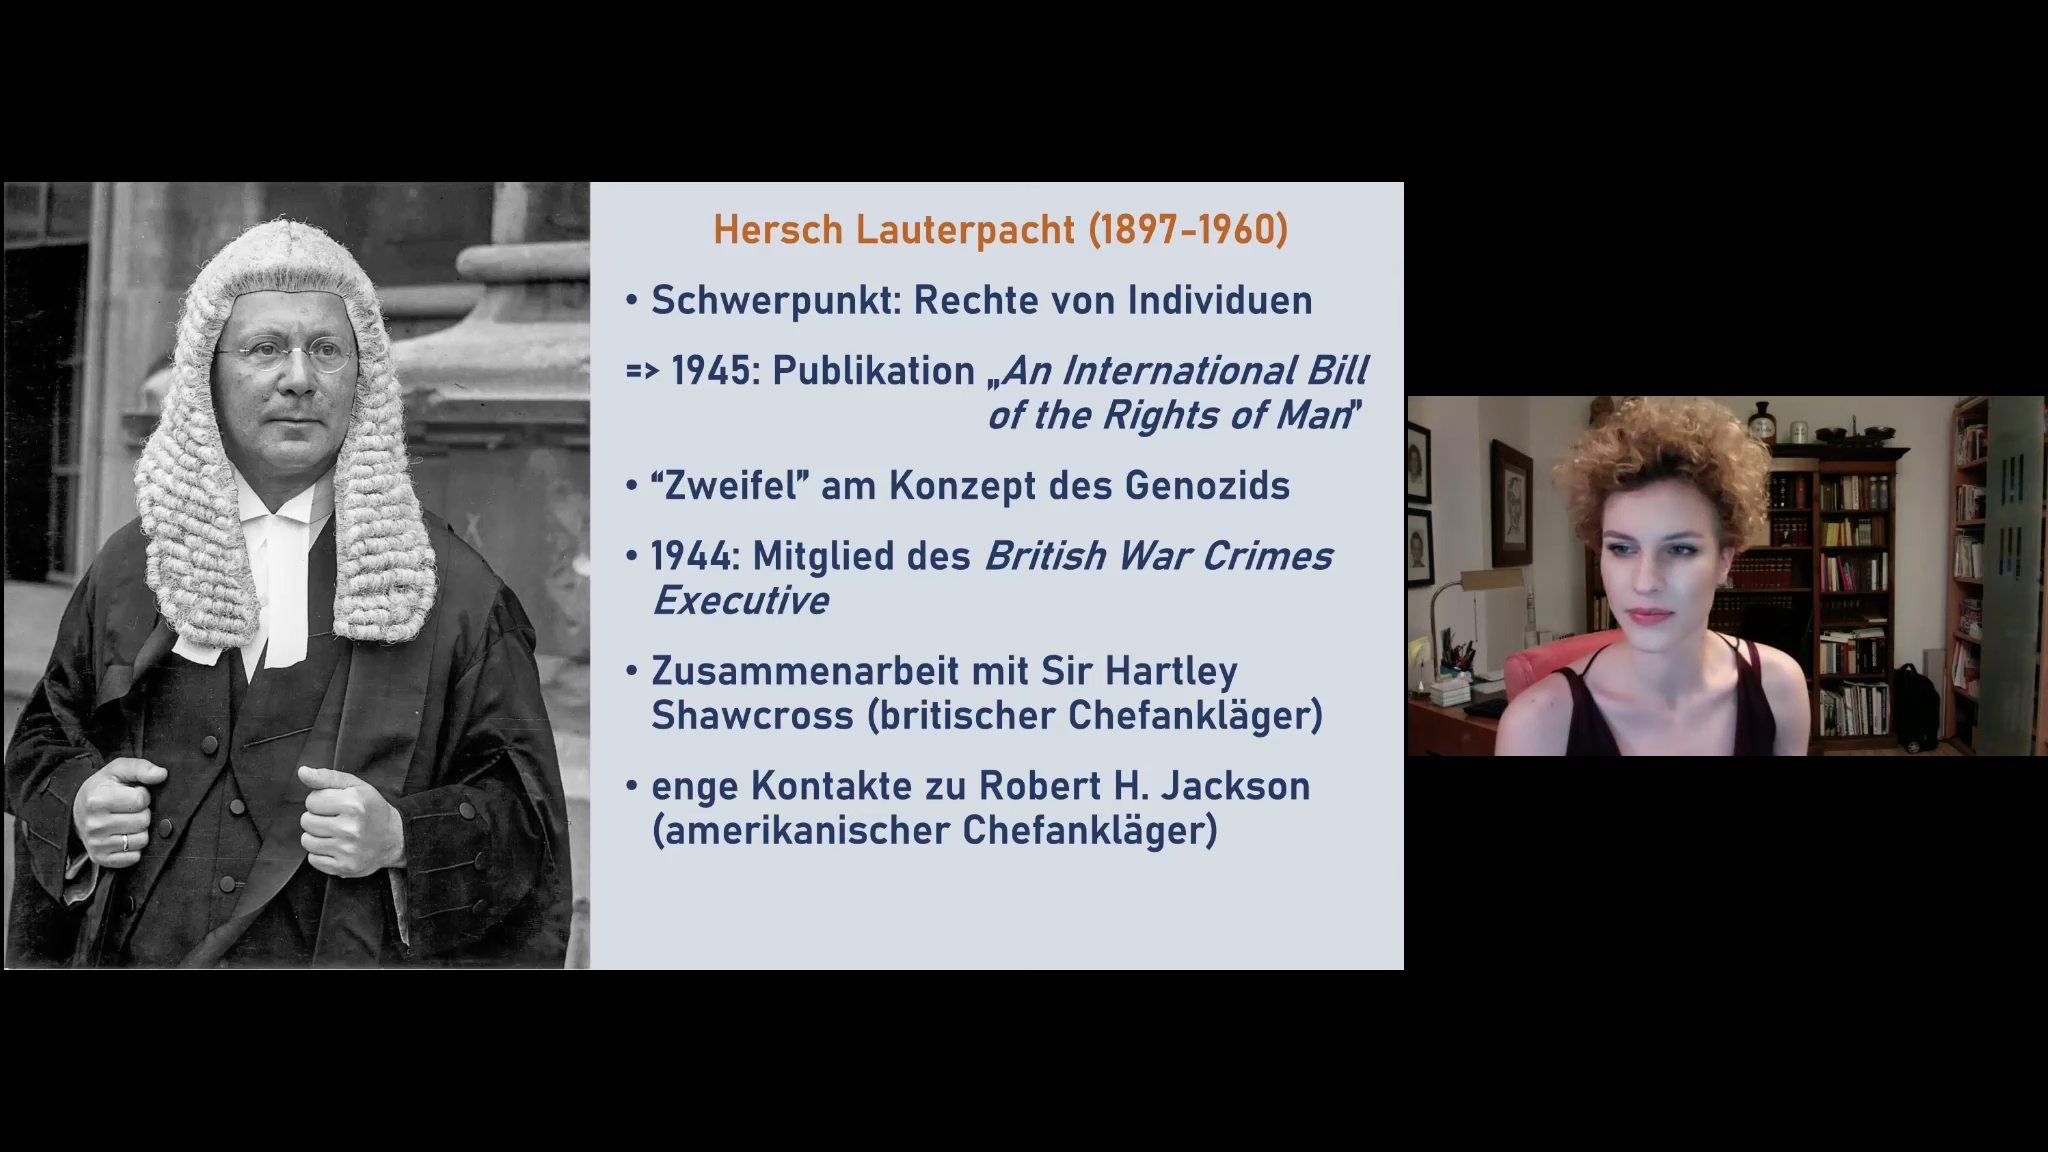 Hersch Lauterpacht (1897-1960)
• Schwerpunkt: Rechte von Individuen
=> 1945: Publikation „An International Bill
of the Rights of Man”
• “Zweifel” am Konzept des Genozids
• 1944: Mitglied des British War Crimes
Executive
• Zusammenarbeit mit Sir Hartley
Shawcross (britischer Chefankläger)
• enge Kontakte zu Robert H. Jackson
(amerikanischer Chefankläger)